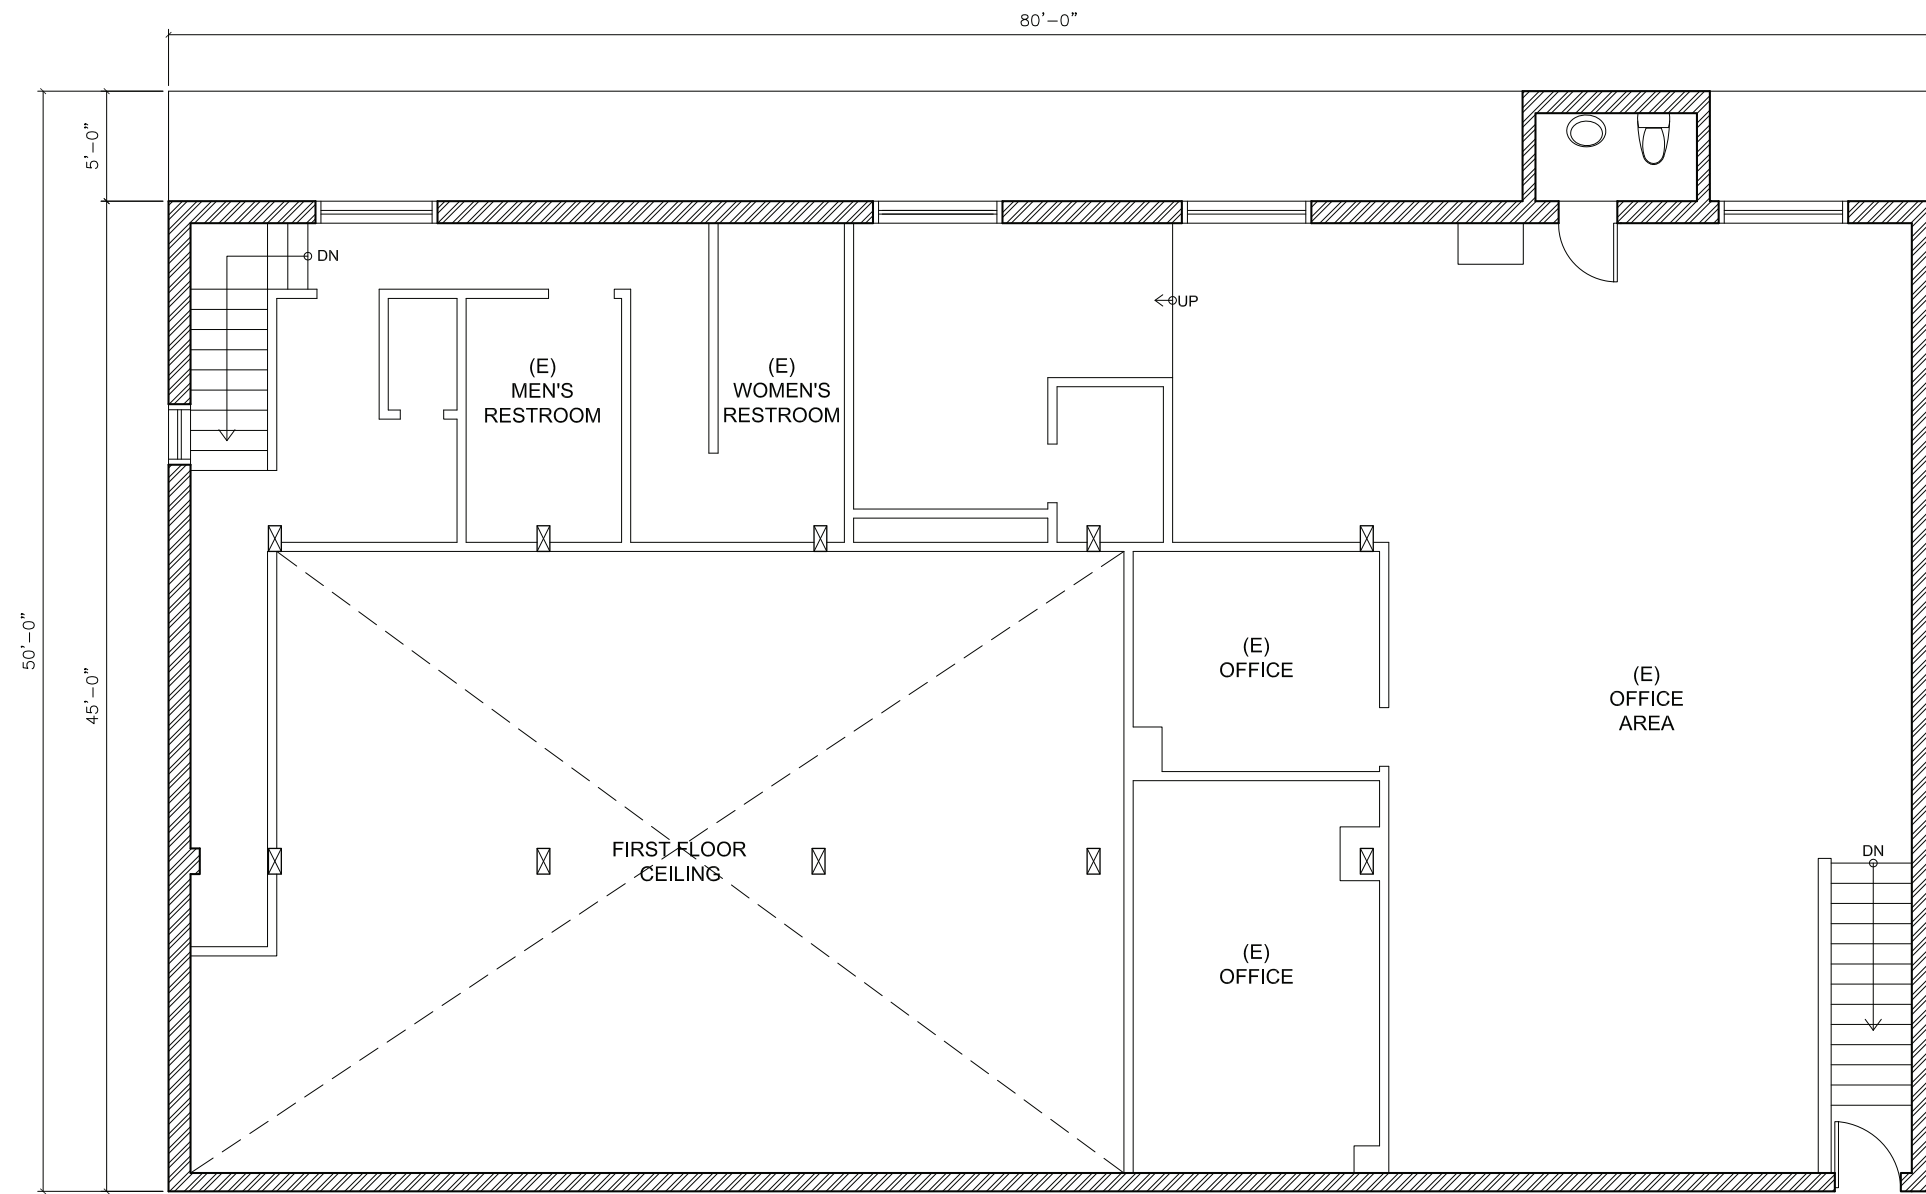 80'-0"
5'-0"
DN
UP
(E)
MEN'S
RESTROOM
(E)
WOMEN'S
RESTROOM
50'-0"
45'-0"
(E)
OFFICE
(E)
OFFICE
AREA
FIRST FLOOR
CEILING
DN
(E)
OFFICE